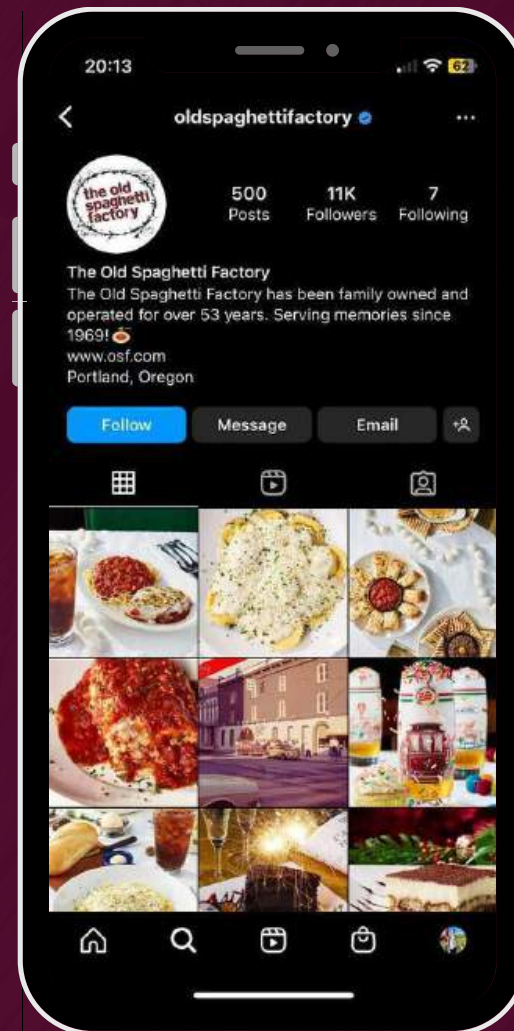 20:13
62
oldspaghettifactory
the old
spaghetti
factory
500
11K
7
Posts
Followers
Following
The Old Spaghetti Factory
The Old Spaghetti Factory has been family owned and
operated for over 53 years. Serving memories since
1969!
www.osf.com
Portland, Oregon
Follow
Message
Email